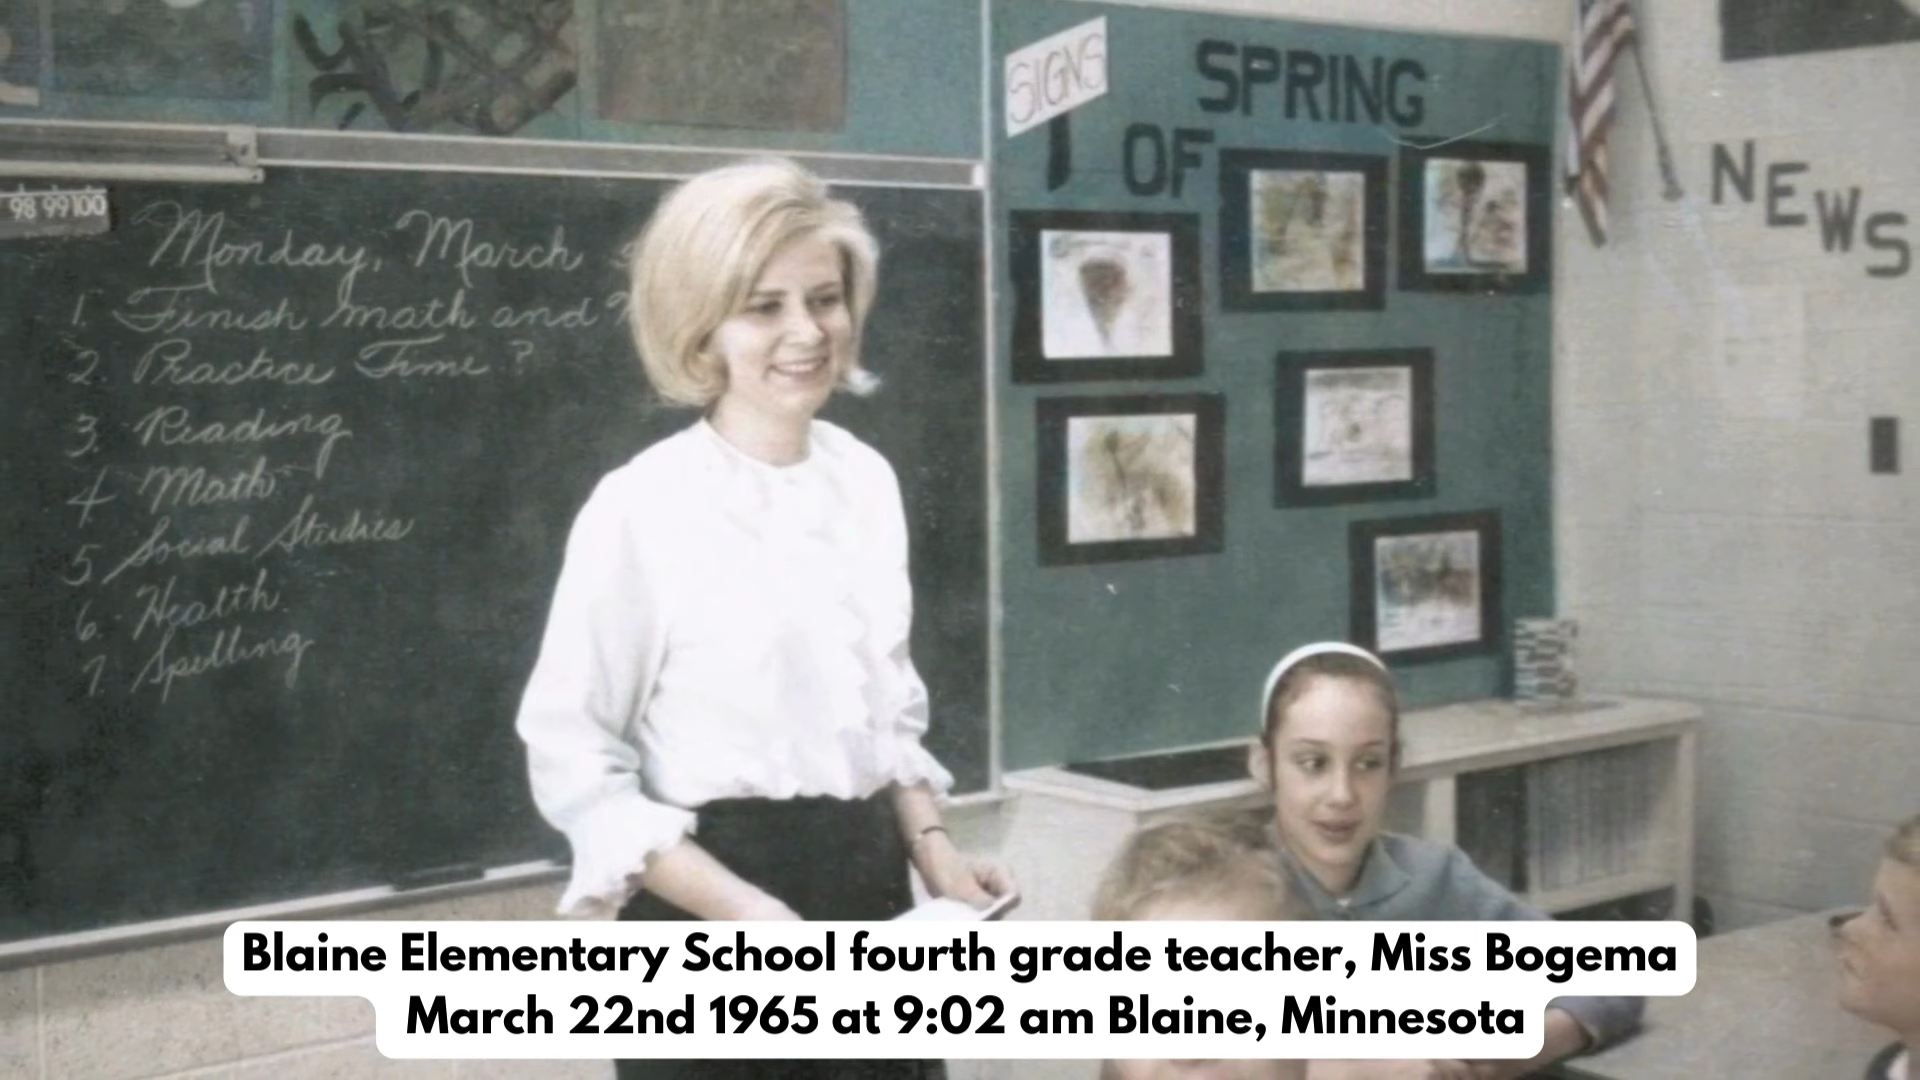 98 99 100
Monday, March
1. Finish math and
2. Practice Time?
3. Reading
4 Math
5 Social Studies
6. Health
7. Spelling
SIGNS
OF
SPRING
NEWS
Blaine Elementary School fourth grade teacher, Miss Bogema
March 22nd 1965 at 9:02 am Blaine, Minnesota